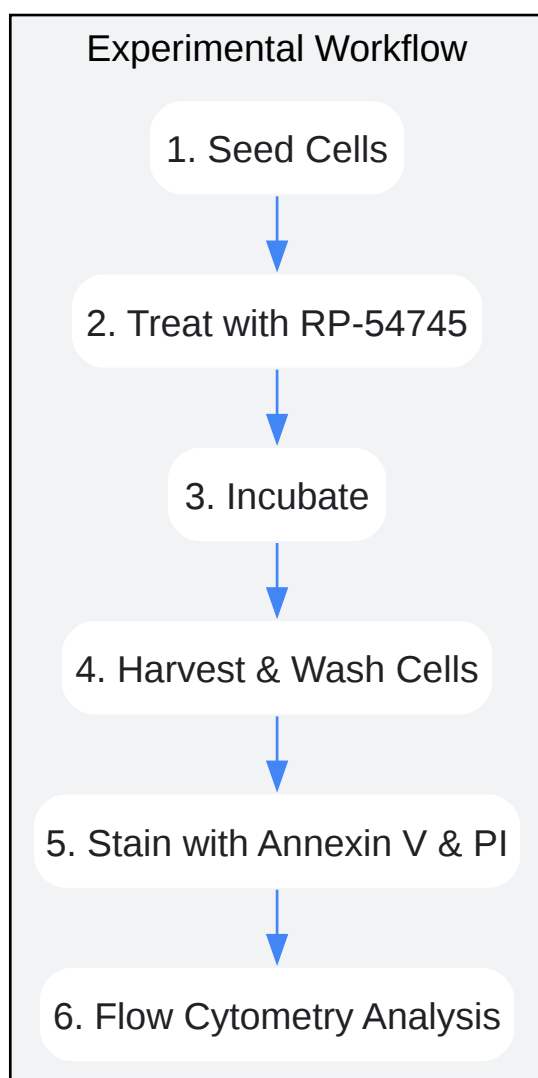 Experimental Workflow
1. Seed Cells
2. Treat with RP-54745
3. Incubate
4. Harvest & Wash Cells
5. Stain with Annexin V & PI
6. Flow Cytometry Analysis